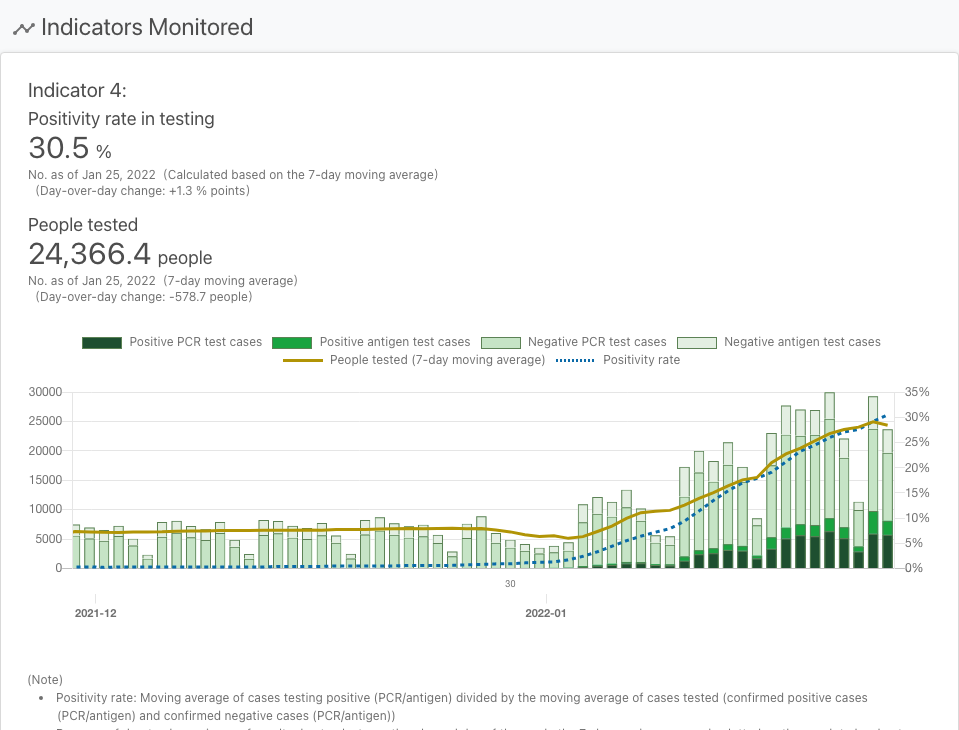 Indicators Monitored
Indicator 4:
Positivity rate in testing
30.5 %
No. as of Jan 25, 2022 (Calculated based on the 7-day moving average)
(Day-over-day change: +1.3 % points)
People tested
24,366.4 people
No. as of Jan 25, 2022 (7-day moving average)
(Day-over-day change: -578.7 people)
Positive PCR test cases Positive antigen test cases Negative PCR test cases Negative antigen test cases
People tested (7-day moving average) Positivity rate
30000 35%
25000 30%
20000 25%
15000 20%
10000 15%
5000 10%
0 5%
0%
30
2021-12 2022-01
(Note)
• Positivity rate: Moving average of cases testing positive (PCR/antigen) divided by the moving average of cases tested (confirmed positive cases
(PCR/antigen) and confirmed negative cases (PCR/antigen))